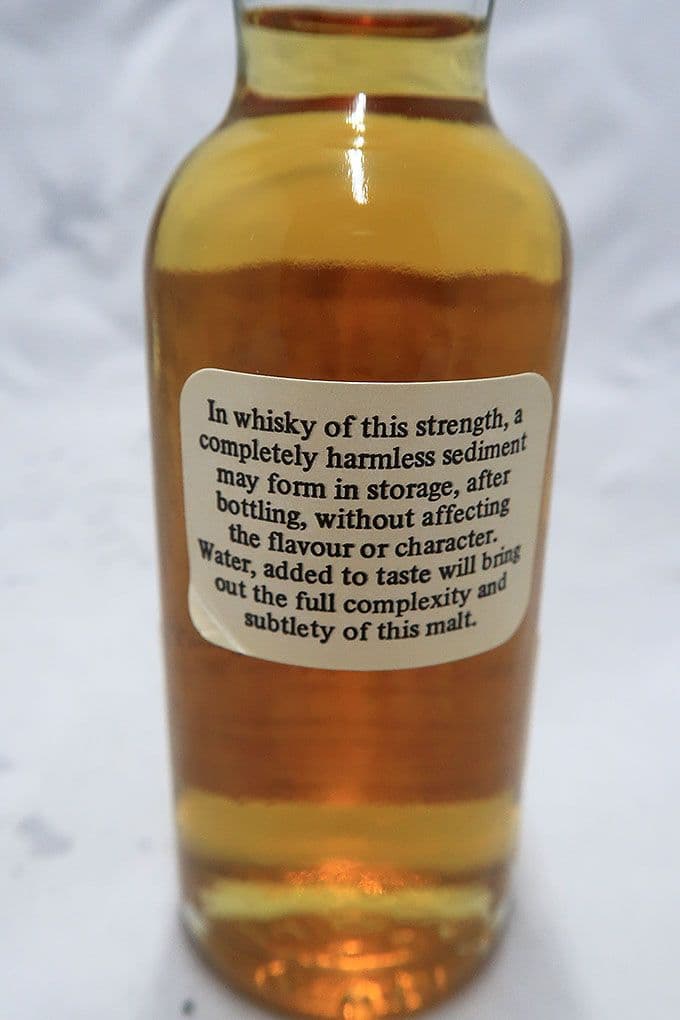 In whisky of this strength, a
completely harmless sediment
may form in storage, after
bottling, without affecting
the flavour or character.
Water, added to taste will bring
out the full complexity and
subtlety of this malt.